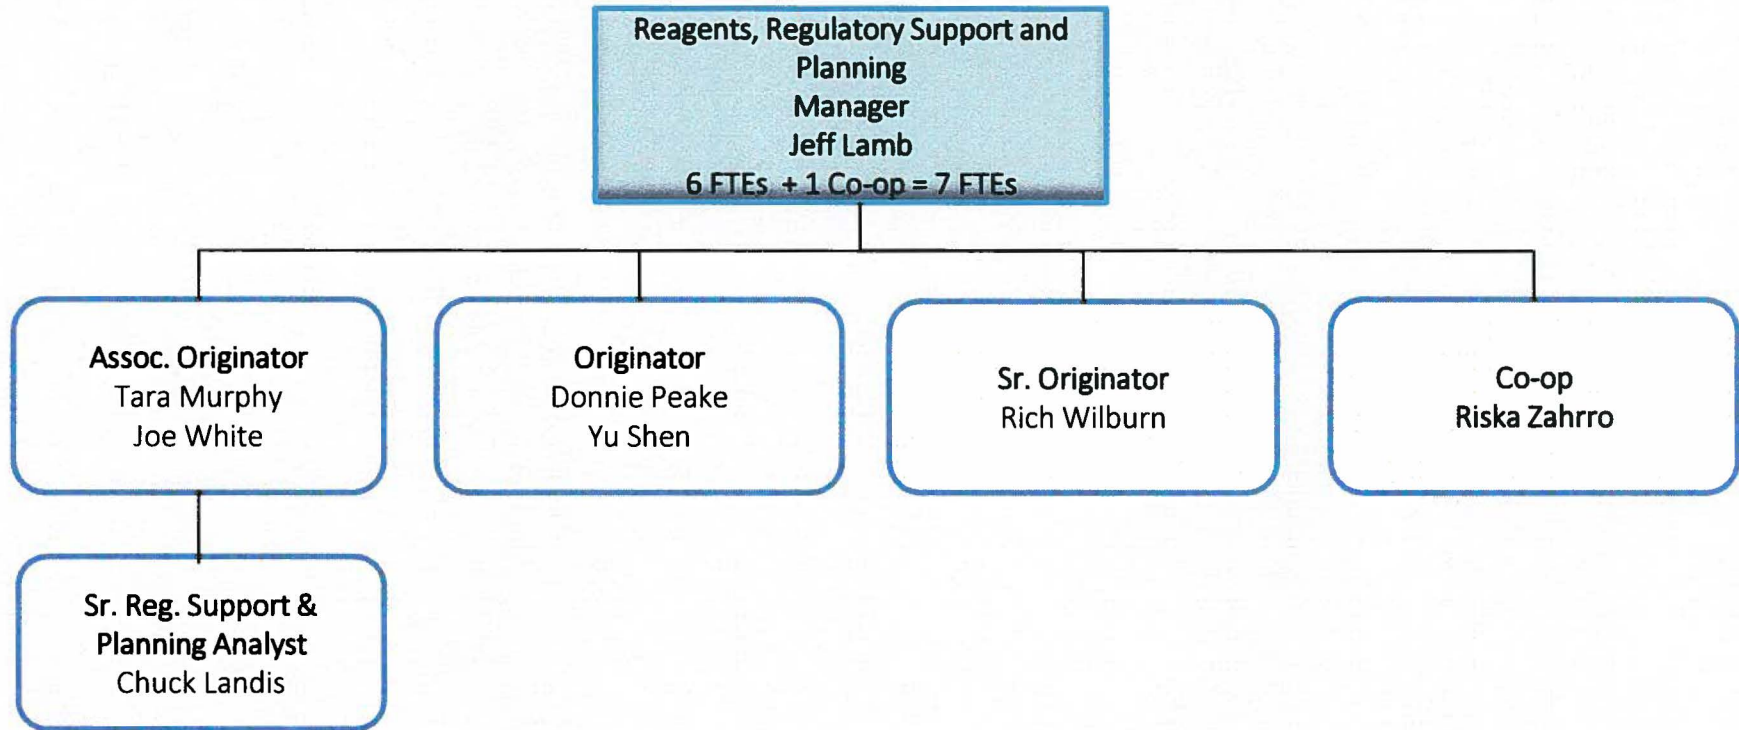 Reagents, Regulatory Support and
Planning
Manager
Jeff Lamb
6 FTEs + 1 Co-op = 7 FTEs
Assoc. Originator
Tara Murphy
Joe White
Originator
Donnie Peake
Yu Shen
Sr. Originator
Rich Wilburn
Co-op
Riska Zahrro
Sr. Reg. Support &
Planning Analyst
Chuck Landis